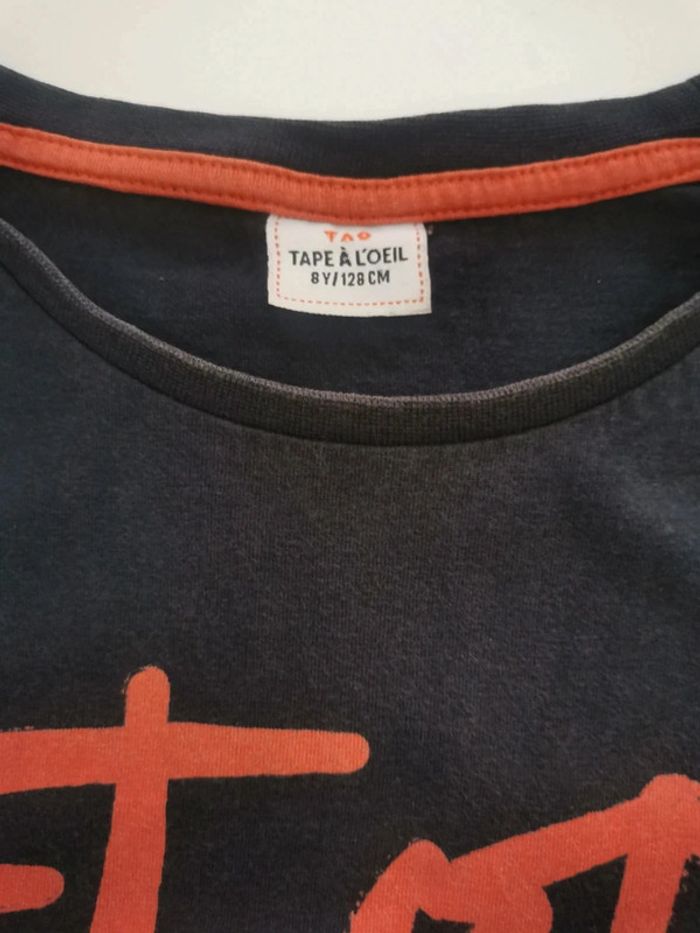 TAO
TAPE À L'OEIL
8Y/128CM